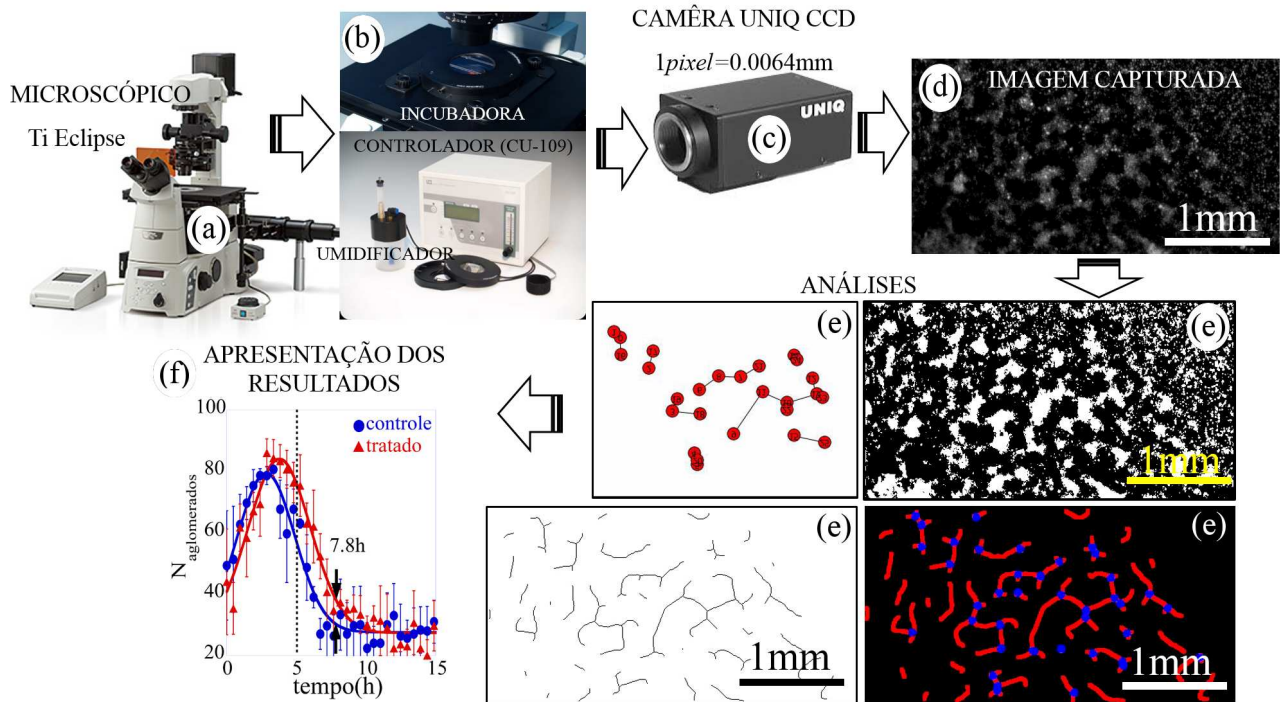 MICROSCÓPICO
Ti Eclipse
(a)
(b)
INCUBADORA
CONTROLADOR (CU-109)
UMIDIFICADOR
CAMÊRA UNIQ CCD
1pixel=0.0064mm
UNIQ
(c)
(d)
IMAGEM CAPTURADA
1mm
ANÁLISES
(e)
(e)
1mm
(e)
1mm
(e)
1mm
(f)
APRESENTAÇÃO DOS
RESULTADOS
controle
tratado
N aglomerados
100
80
60
40
20
7.8h
0
5
10
15
tempo(h)